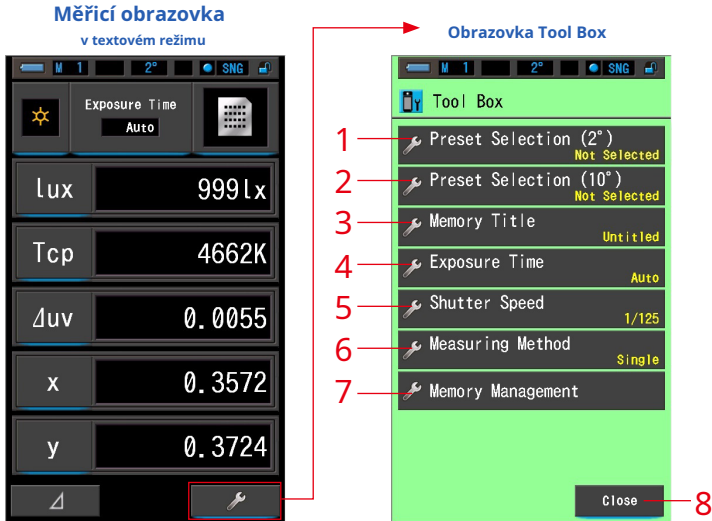 Měřicí obrazovka
v textovém režimu
M 1 2° SNG
Exposure Time
Auto
lux 999lx
Tcp 4662K
⊿uv 0.0055
x 0.3572
y 0.3724
⊿
Obrazovka Tool Box
M 1 2° SNG
Tool Box
1 Preset Selection (2°)
Not Selected
2 Preset Selection (10°)
Not Selected
3 Memory Title
Untitled
4 Exposure Time
Auto
5 Shutter Speed
1/125
6 Measuring Method
Single
7 Memory Management
Close 8